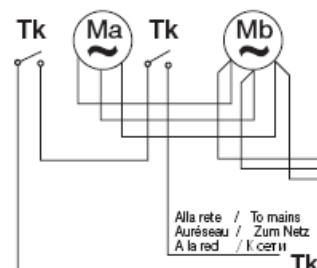 Tk Ma Tk Mb
~ ~
Alla rete / To mains
Auréseau / Zum Netz
A la red / К сети
Tk